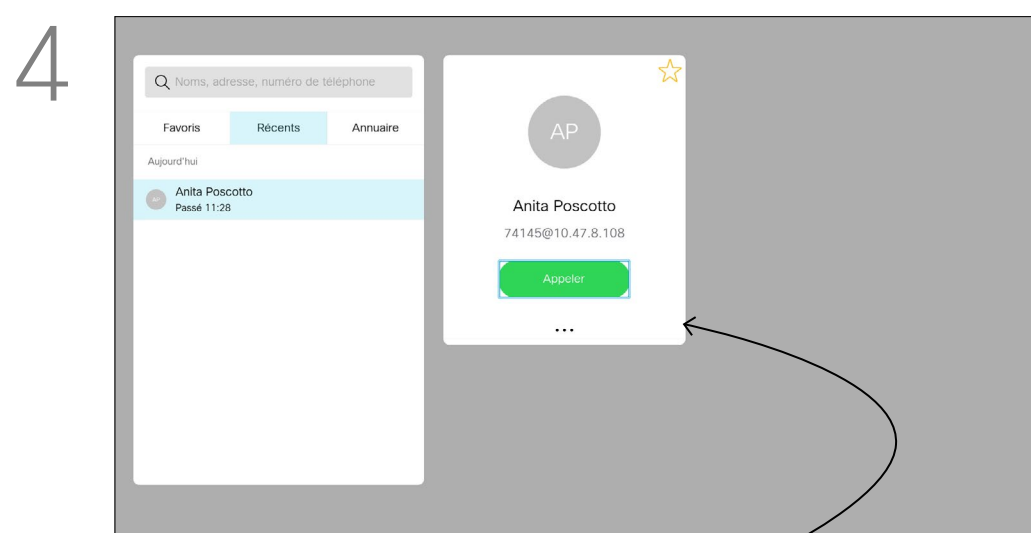 4
Noms, adresse, numéro de téléphone
Favoris Récents Annuaire
Aujourd'hui
AP
Anita Poscotto
Passé 11:28
AP
Anita Poscotto
74145@10.47.8.108
Appeler
...